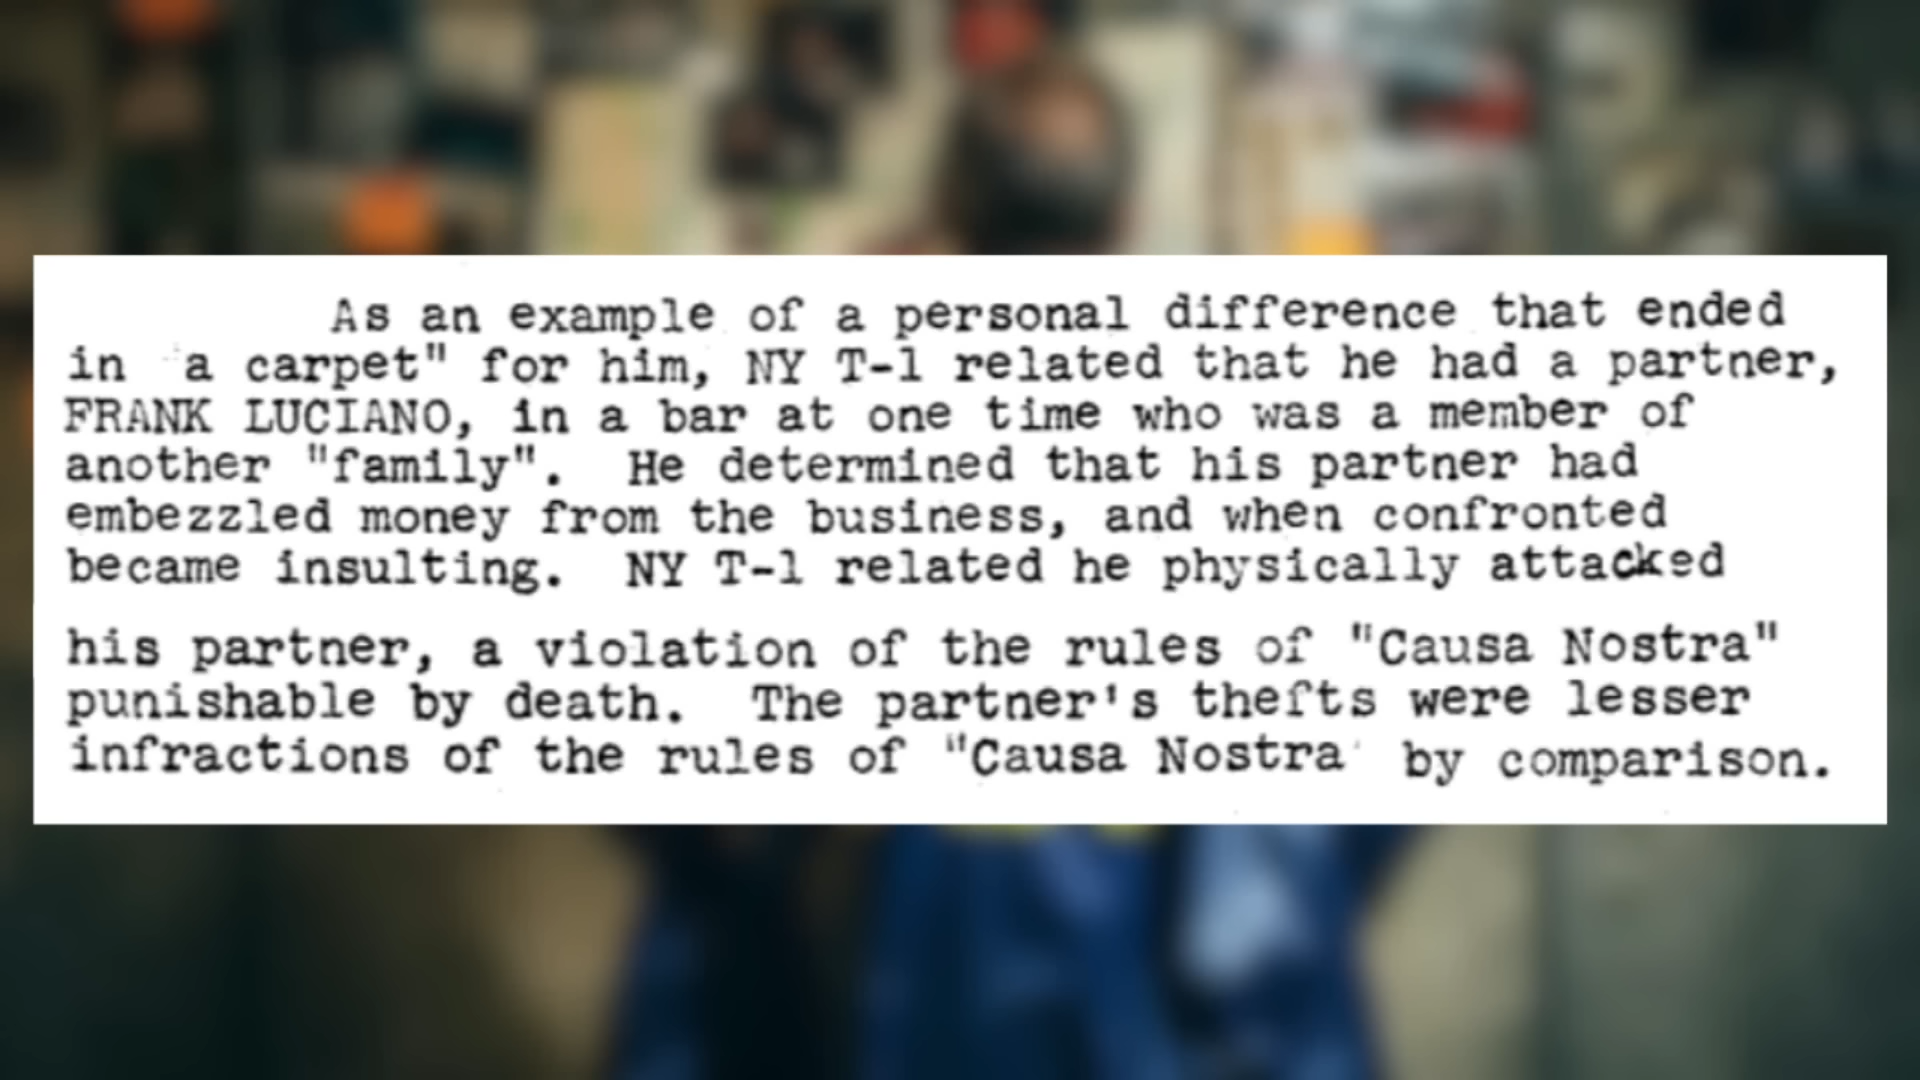 As an example of a personal difference that ended
in a carpet" for him, NY T-1 related that he had a partner,
FRANK LUCIANO, in a bar at one time who was a member of
another "family". He determined that his partner had
embezzled money from the business, and when confronted
became insulting. NY T-1 related he physically attacked
his partner, a violation of the rules of "Causa Nostra"
punishable by death. The partner's thefts were lesser
infractions of the rules of "Causa Nostra' by comparison.